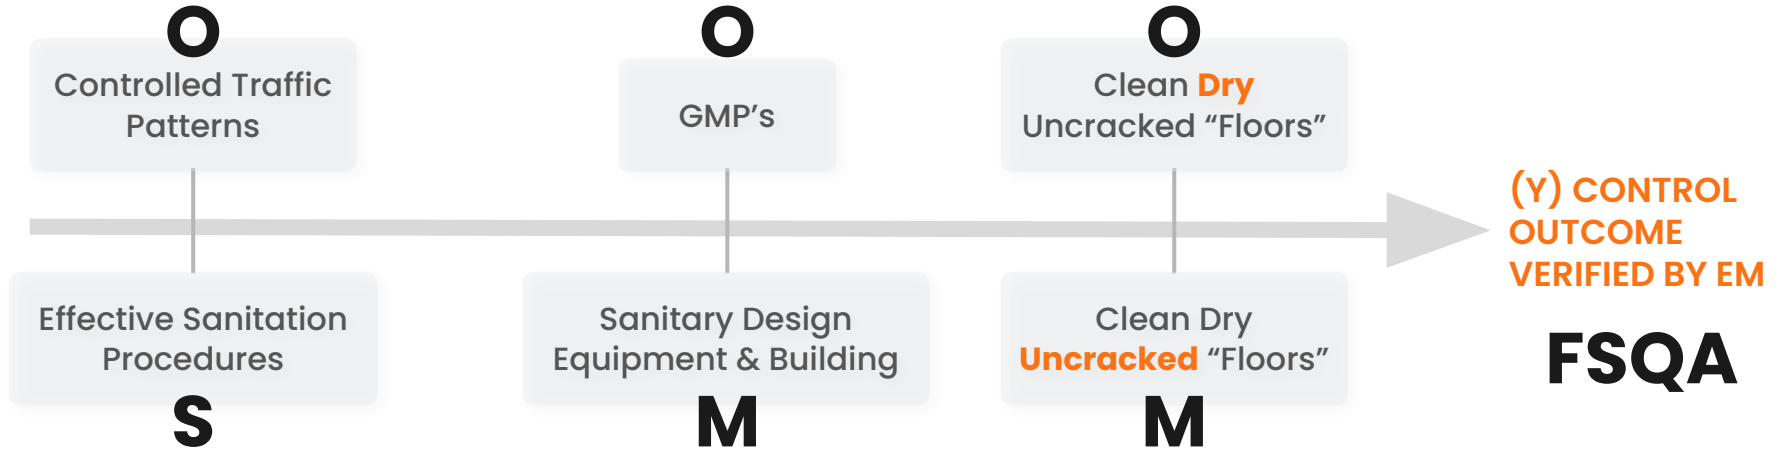 O
Controlled Traffic
Patterns
O
GMP’s
O
Clean Dry
Uncracked “Floors”
Effective Sanitation
Procedures
S
Sanitary Design
Equipment & Building
M
Clean Dry
Uncracked “Floors”
M
(Y) CONTROL
OUTCOME
VERIFIED BY EM
FSQA